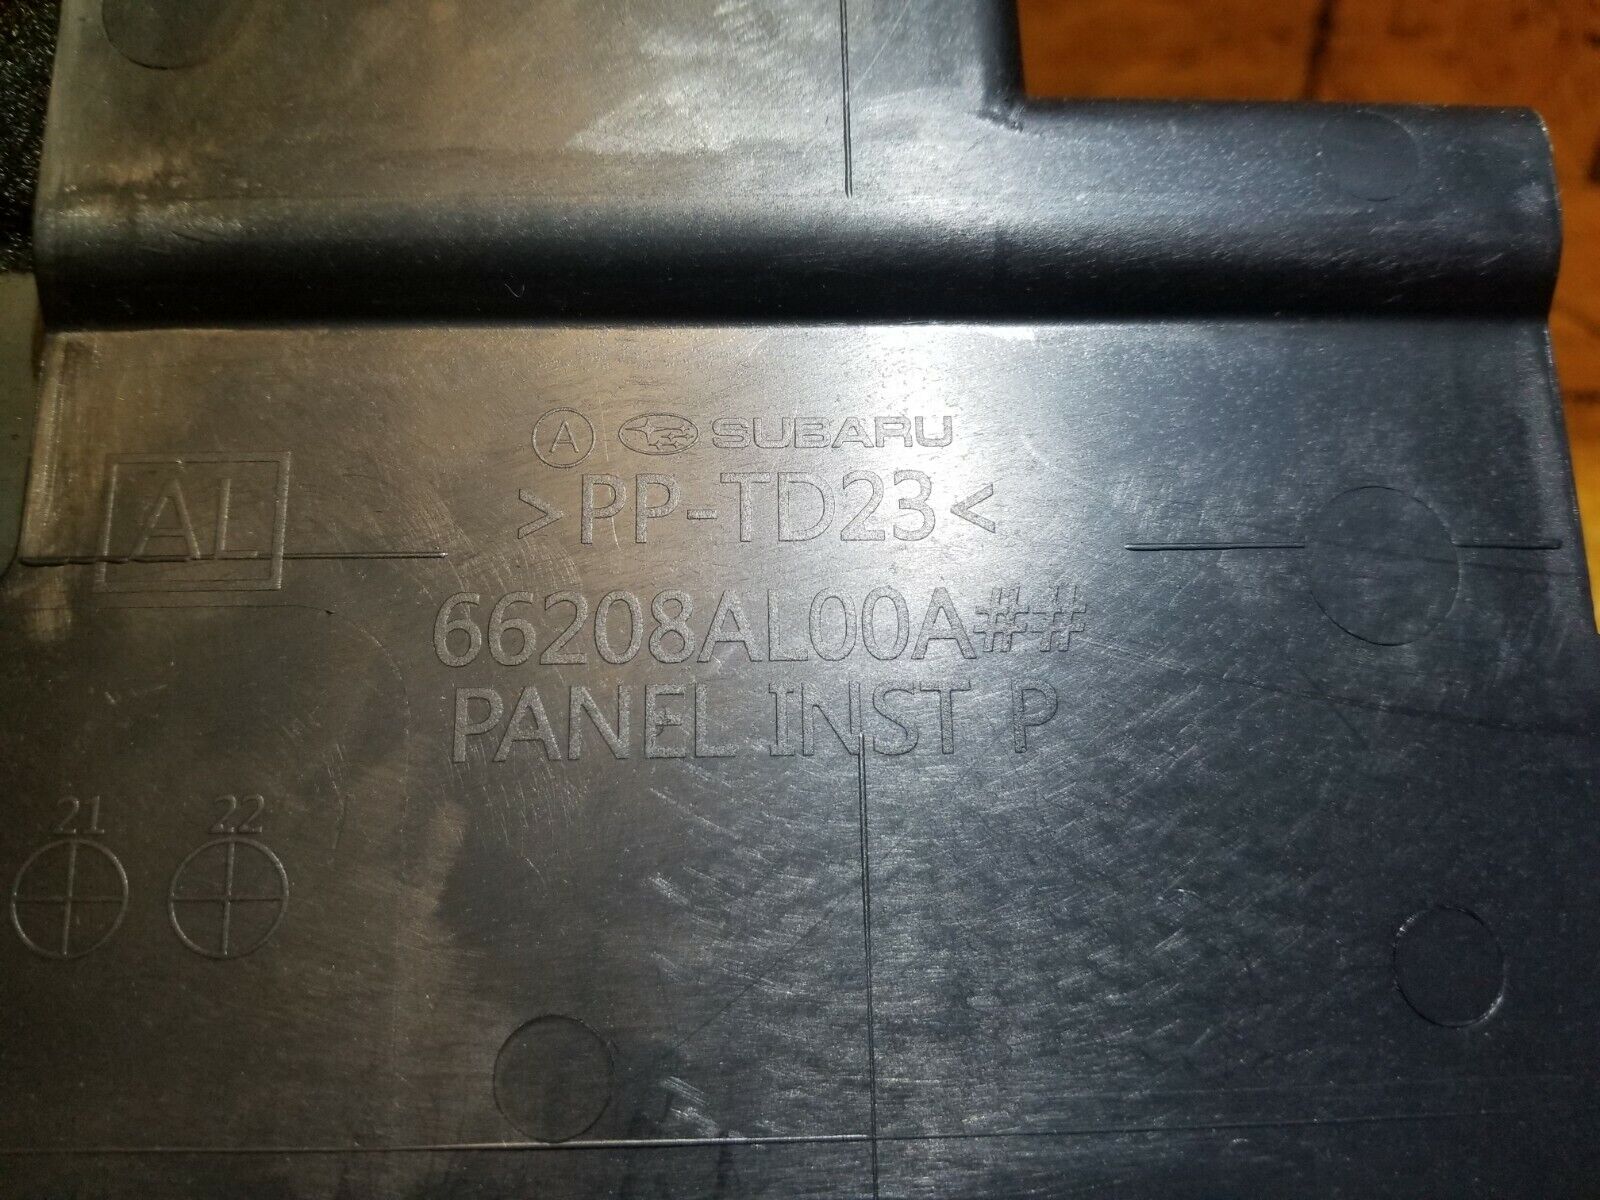 A SUBARU
>PP-TD23<
AL
66208AL00A##
PANEL INST P
21 22